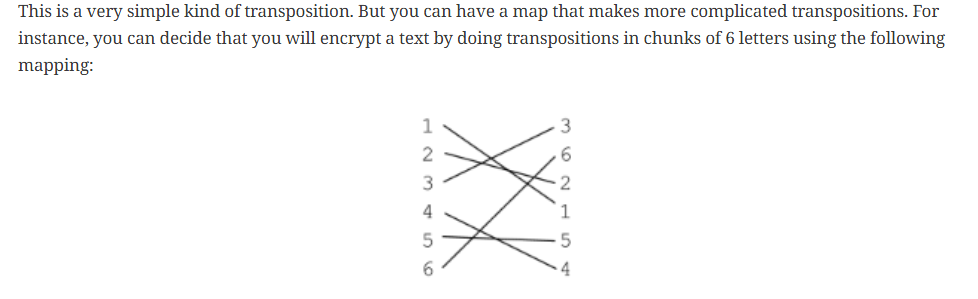 This is a very simple kind of transposition. But you can have a map that makes more complicated transpositions. For
instance, you can decide that you will encrypt a text by doing transpositions in chunks of 6 letters using the following
mapping:
1 3
2 6
3 2
4 1
5 5
6 4